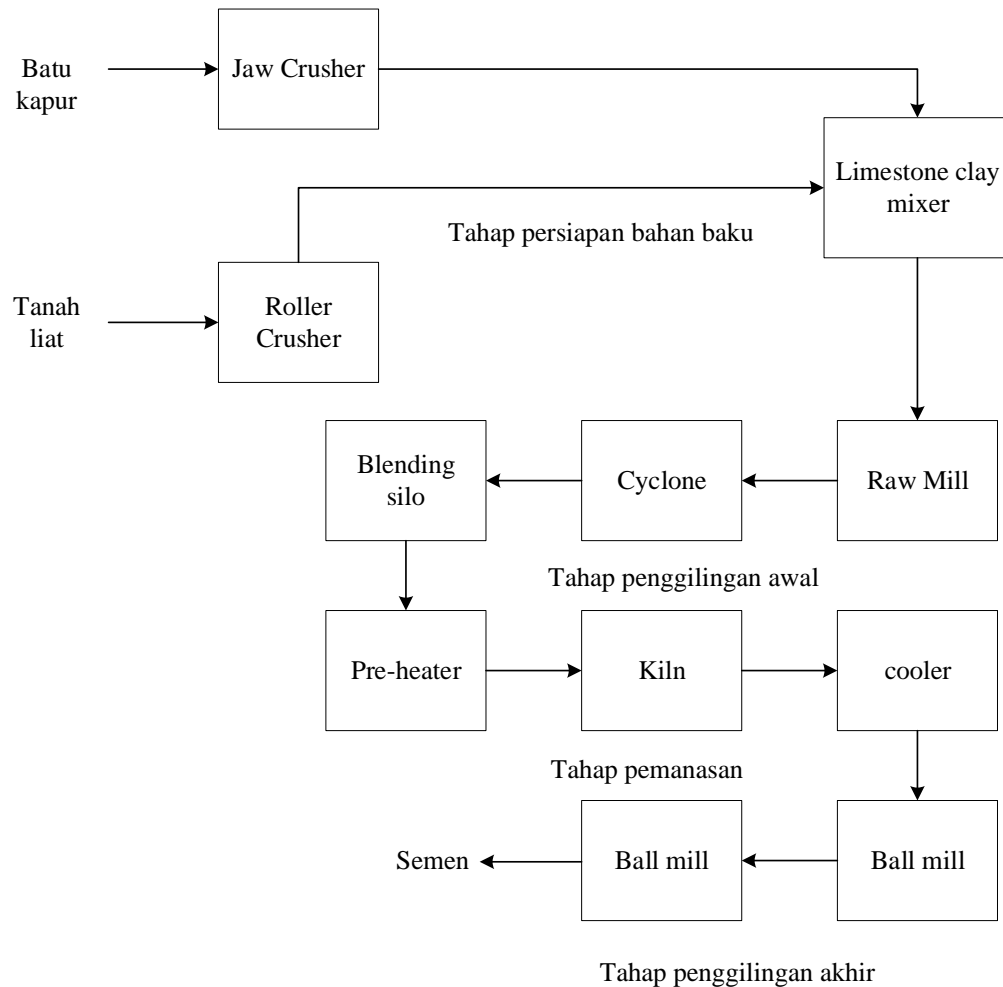 Batu
kapur
Jaw Crusher
Limestone clay
mixer
Tahap persiapan bahan baku
Tanah
liat
Roller
Crusher
Blending
silo
Cyclone
Raw Mill
Tahap penggilingan awal
Pre-heater
Kiln
cooler
Tahap pemanasan
Semen
Ball mill
Ball mill
Tahap penggilingan akhir